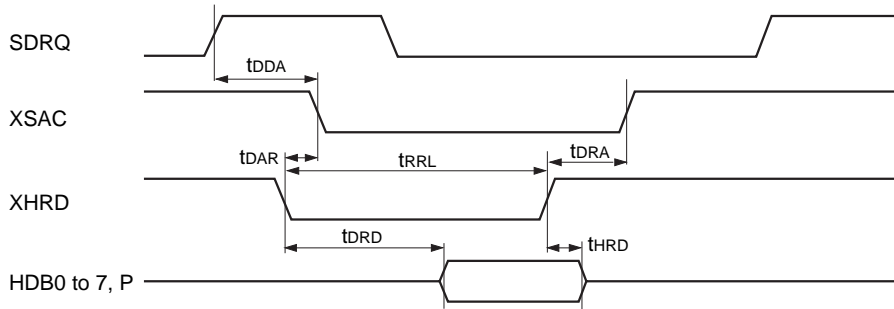 SDRQ
tDDA
XSAC
tDAR
tRRL
tDRA
XHRD
tDRD
tHRD
HDB0 to 7, P